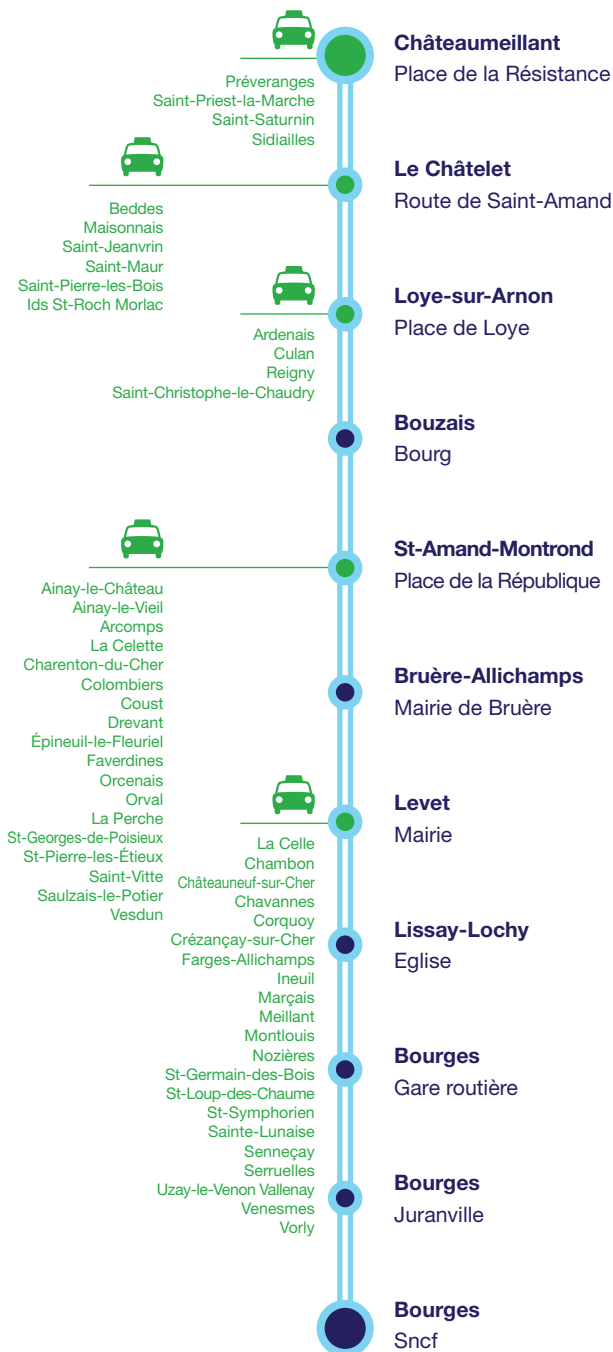 Châteaumeillant
Place de la Résistance
Préveranges
Saint-Priest-la-Marche
Saint-Saturnin
Sidiailles
Le Châtelet
Route de Saint-Amand
Beddes
Maisonnais
Saint-Jeanvrin
Saint-Maur
Saint-Pierre-les-Bois
Ids St-Roch Morlac
Loye-sur-Arnon
Place de Loye
Ardenais
Culan
Reigny
Saint-Christophe-le-Chaudry
Bouzais
Bourg
St-Amand-Montrond
Place de la République
Ainay-le-Château
Ainay-le-Vieil
Arcomps
La Celette
Charenton-du-Cher
Colombiers
Coust
Drevant
Épineuil-le-Fleuriel
Faverdines
Orcenais
Orval
La Perche
St-Georges-de-Poisieux
St-Pierre-les-Étieux
Saint-Vitte
Saulzais-le-Potier
Vesdun
Bruère-Allichamps
Mairie de Bruère
Levet
Mairie
La Celle
Chambon
Châteauneuf-sur-Cher
Chavannes
Corquoy
Crézançay-sur-Cher
Farges-Allichamps
Ineuil
Marçais
Meillant
Montlouis
Nozières
St-Germain-des-Bois
St-Loup-des-Chaume
St-Symphorien
Sainte-Lunaise
Senneçay
Serruelles
Uzay-le-Venon Vallenay
Venesmes
Vorly
Lissay-Lochy
Eglise
Bourges
Gare routière
Bourges
Juranville
Bourges
Sncf